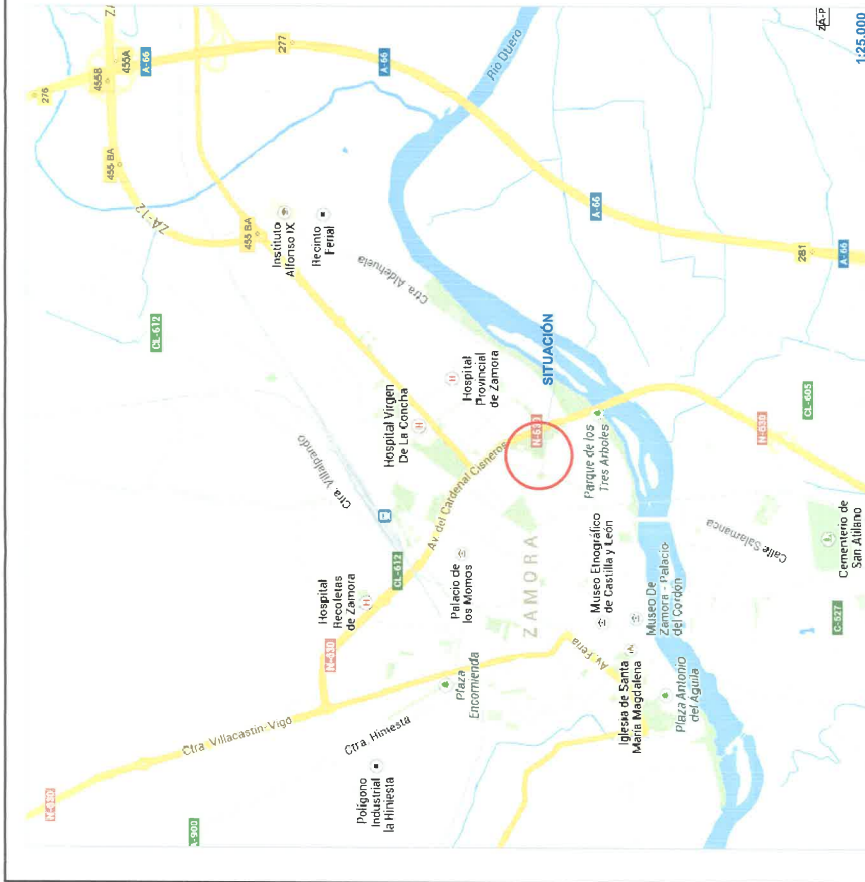 276
455B
455A
A-66
277
455 BA
ZA-12
A-66
Río Duero
455 BA
Instituto
Alfonso IX
Recinto
Ferial
CL-612
Ctra. Aldehuela
A-66
281
A-66
Hospital Virgen
De La Concha
Hospital
Provincial
de Zamora
SITUACIÓN
Ctra. Villalpando
Av. del Cardenal Cisneros
N-630
Parque de los
Tres Árboles
N-630
CL-605
Hospital
Recoletas
de Zamora
CL-612
Palacio de
los Momos
ZAMORA
Museo Etnográfico
de Castilla y León
Museo De
Zamora - Palacio
del Cordón
Calle Salamanca
Cementerio de
San Atilano
C-527
N-630
Plaza
Encomienda
Av. Feria
Iglesia de Santa
María Magdalena
Plaza Antonio
del Águila
Ctra Villacastín-Vigo
Ctra. Hiniesta
Polígono
Industrial
la Hiniesta
N-630
-900
ZA-P
1:25.000